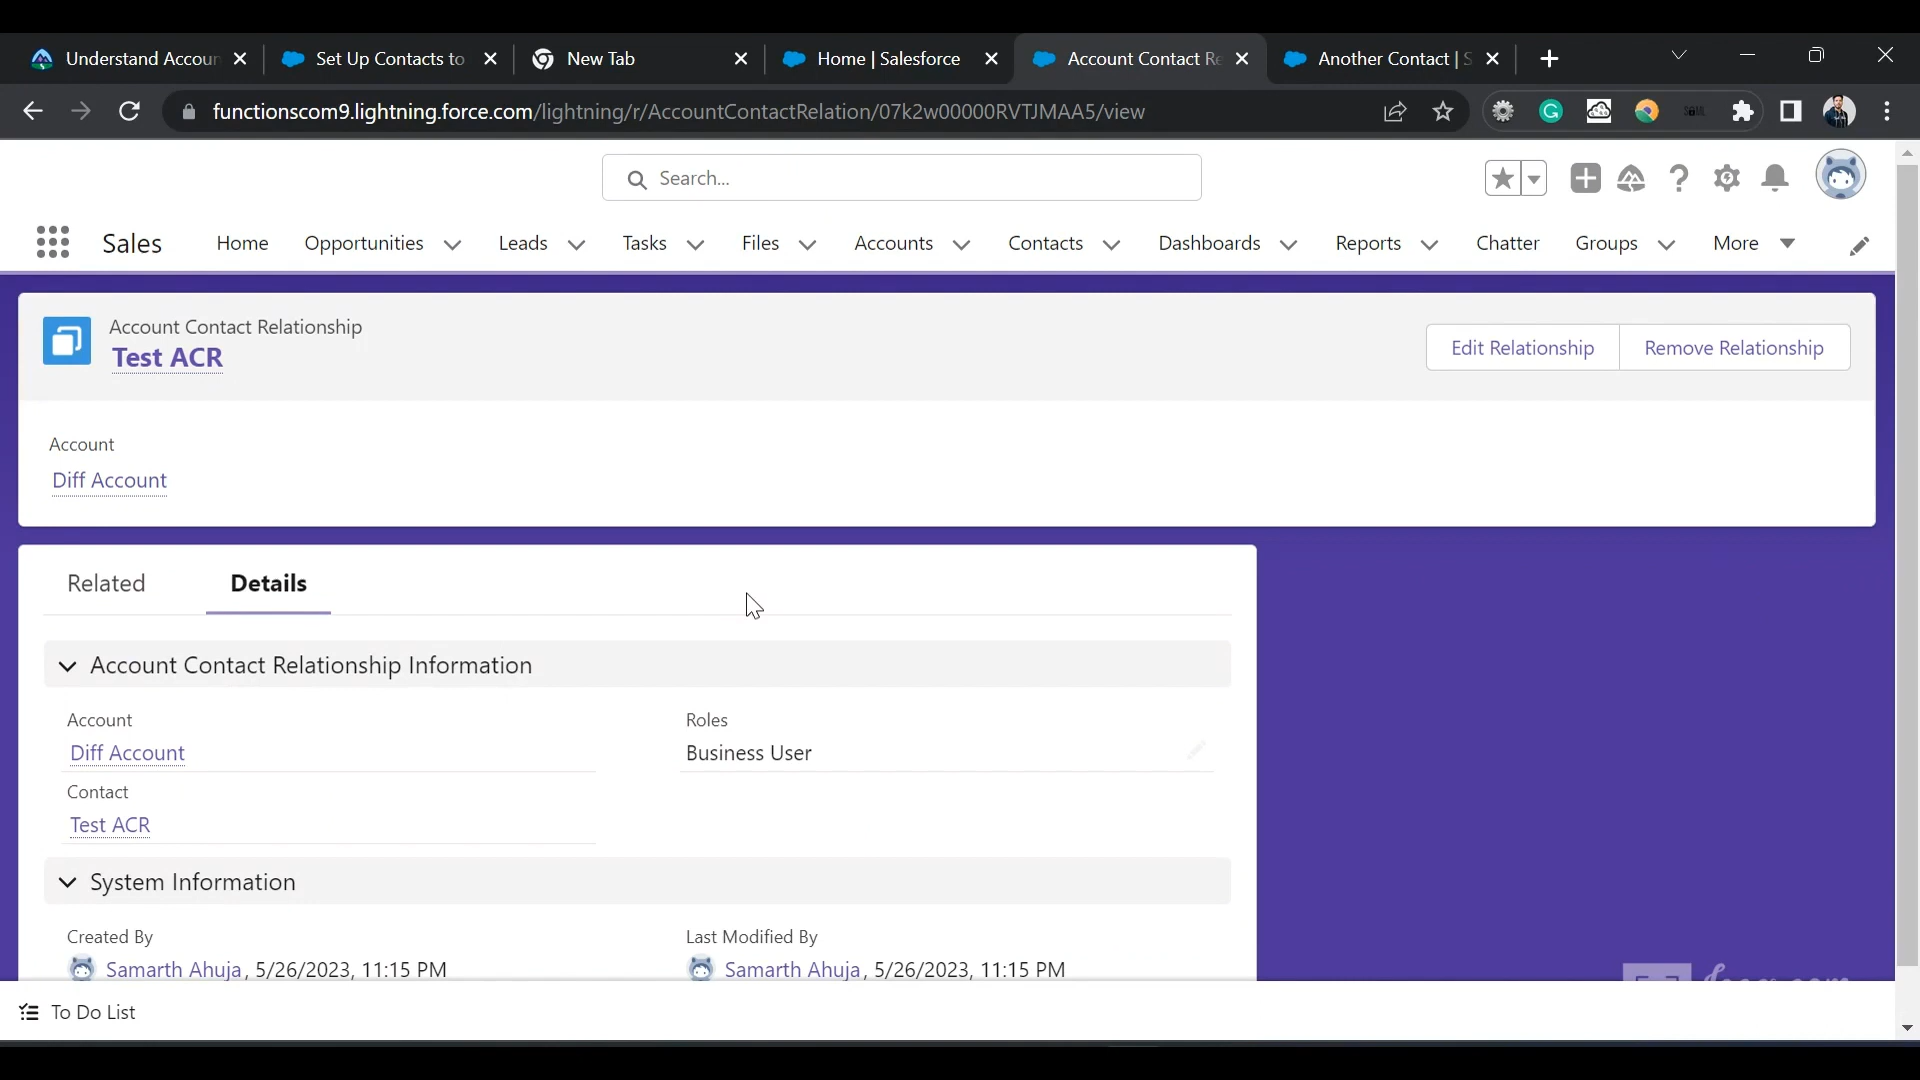 Understand Accoun
Set Up Contacts to
New Tab
Home | Salesforce
Account Contact Re
Another Contact | S
functionscom9.lightning.force.com/lightning/r/AccountContactRelation/07k2w00000RVTJMAA5/view
Search...
Sales Home Opportunities Leads Tasks Files Accounts Contacts Dashboards Reports Chatter Groups More
Account Contact Relationship
Test ACR
Edit Relationship Remove Relationship
Account
Diff Account
Related Details
Account Contact Relationship Information
Account
Diff Account
Roles
Business User
Contact
Test ACR
System Information
Created By
Samarth Ahuja, 5/26/2023, 11:15 PM
Last Modified By
Samarth Ahuja, 5/26/2023, 11:15 PM
To Do List